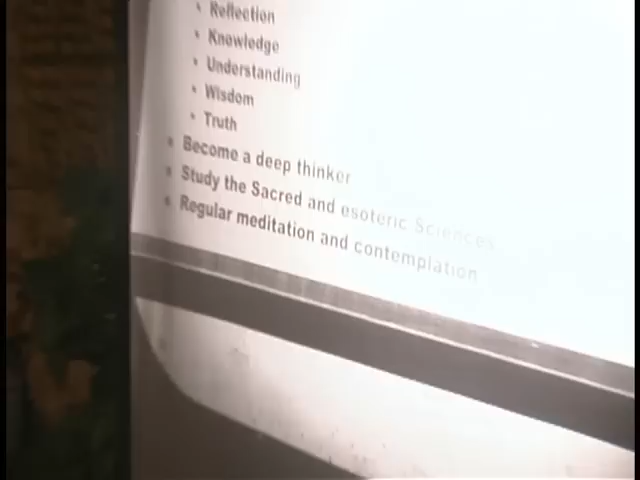 • Reflection
• Knowledge
• Understanding
• Wisdom
• Truth
• Become a deep thinker
• Study the Sacred and esoteric Sciences
• Regular meditation and contemplation